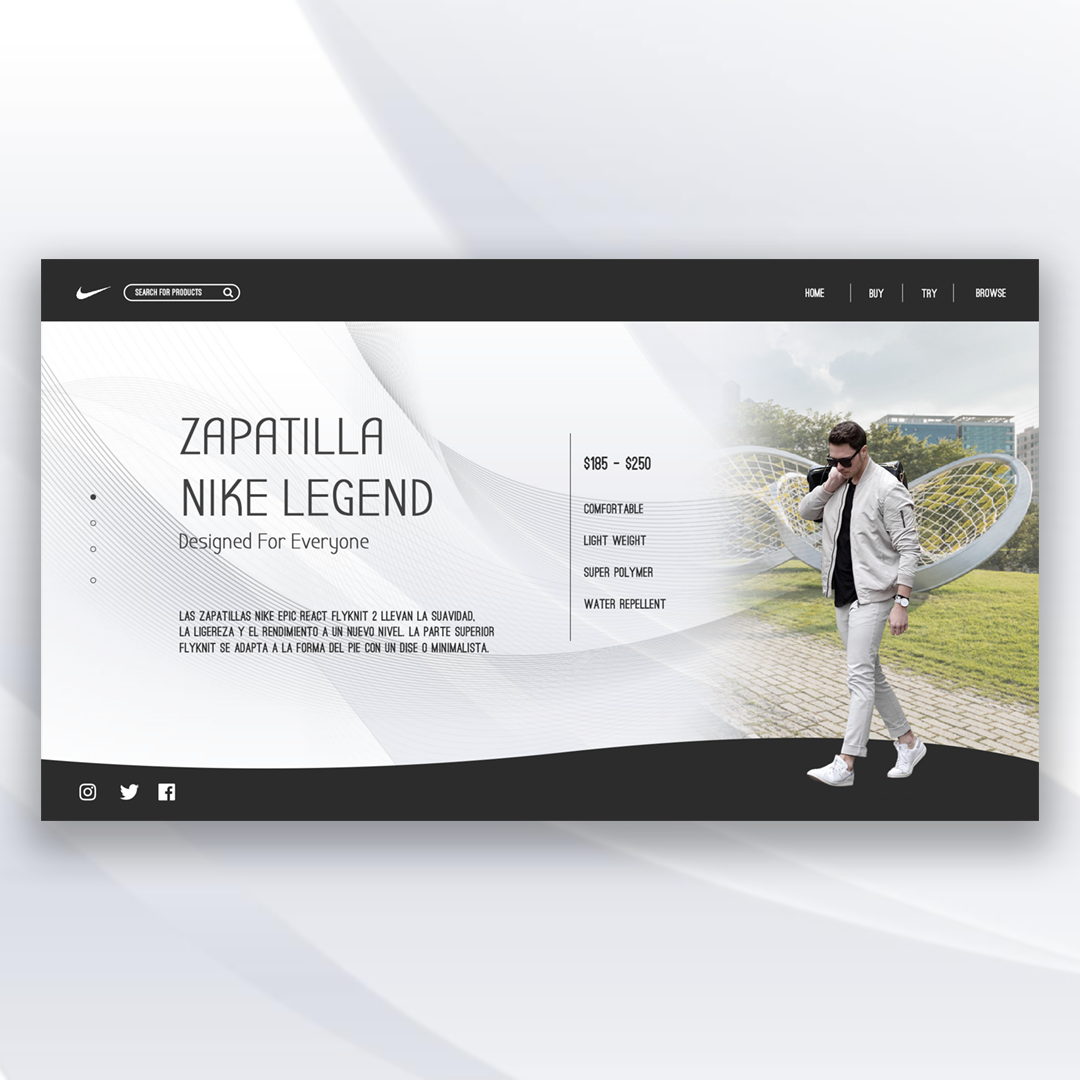 SEARCH FOR PRODUCTS
HOME
BUY
TRY
BROWSE
ZAPATILLA
NIKE LEGEND
Designed For Everyone
LAS ZAPATILLAS NIKE EPIC REACT FLYKNIT 2 LLEVAN LA SUAVIDAD,
LA LIGEREZA Y EL RENDIMIENTO A UN NUEVO NIVEL. LA PARTE SUPERIOR
FLYKNIT SE ADAPTA A LA FORMA DEL PIE CON UN DISE O MINIMALISTA.
$185 - $250
COMFORTABLE
LIGHT WEIGHT
SUPER POLYMER
WATER REPELLENT